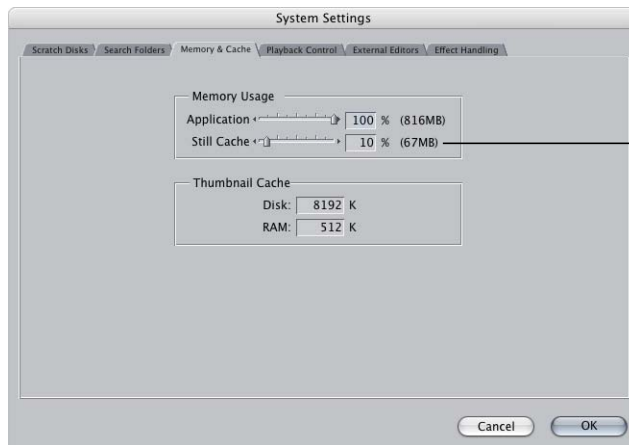 System Settings
Scratch Disks Search Folders Memory & Cache Playback Control External Editors Effect Handling
Memory Usage
Application 100 % (816MB)
Still Cache 10 % (67MB)
Thumbnail Cache
Disk: 8192 K
RAM: 512 K
Cancel OK